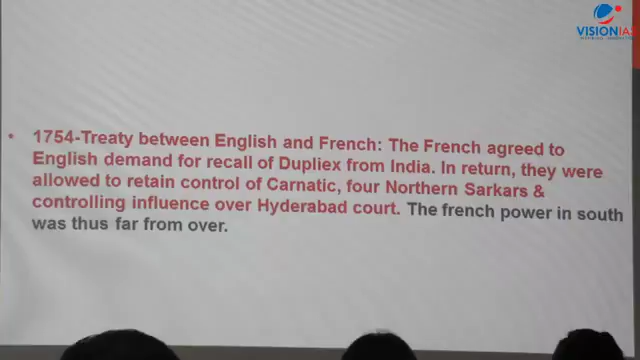 VISIONIAS
• 1754-Treaty between English and French: The French agreed to
English demand for recall of Dupliex from India. In return, they were
allowed to retain control of Carnatic, four Northern Sarkars &
controlling influence over Hyderabad court. The french power in south
was thus far from over.